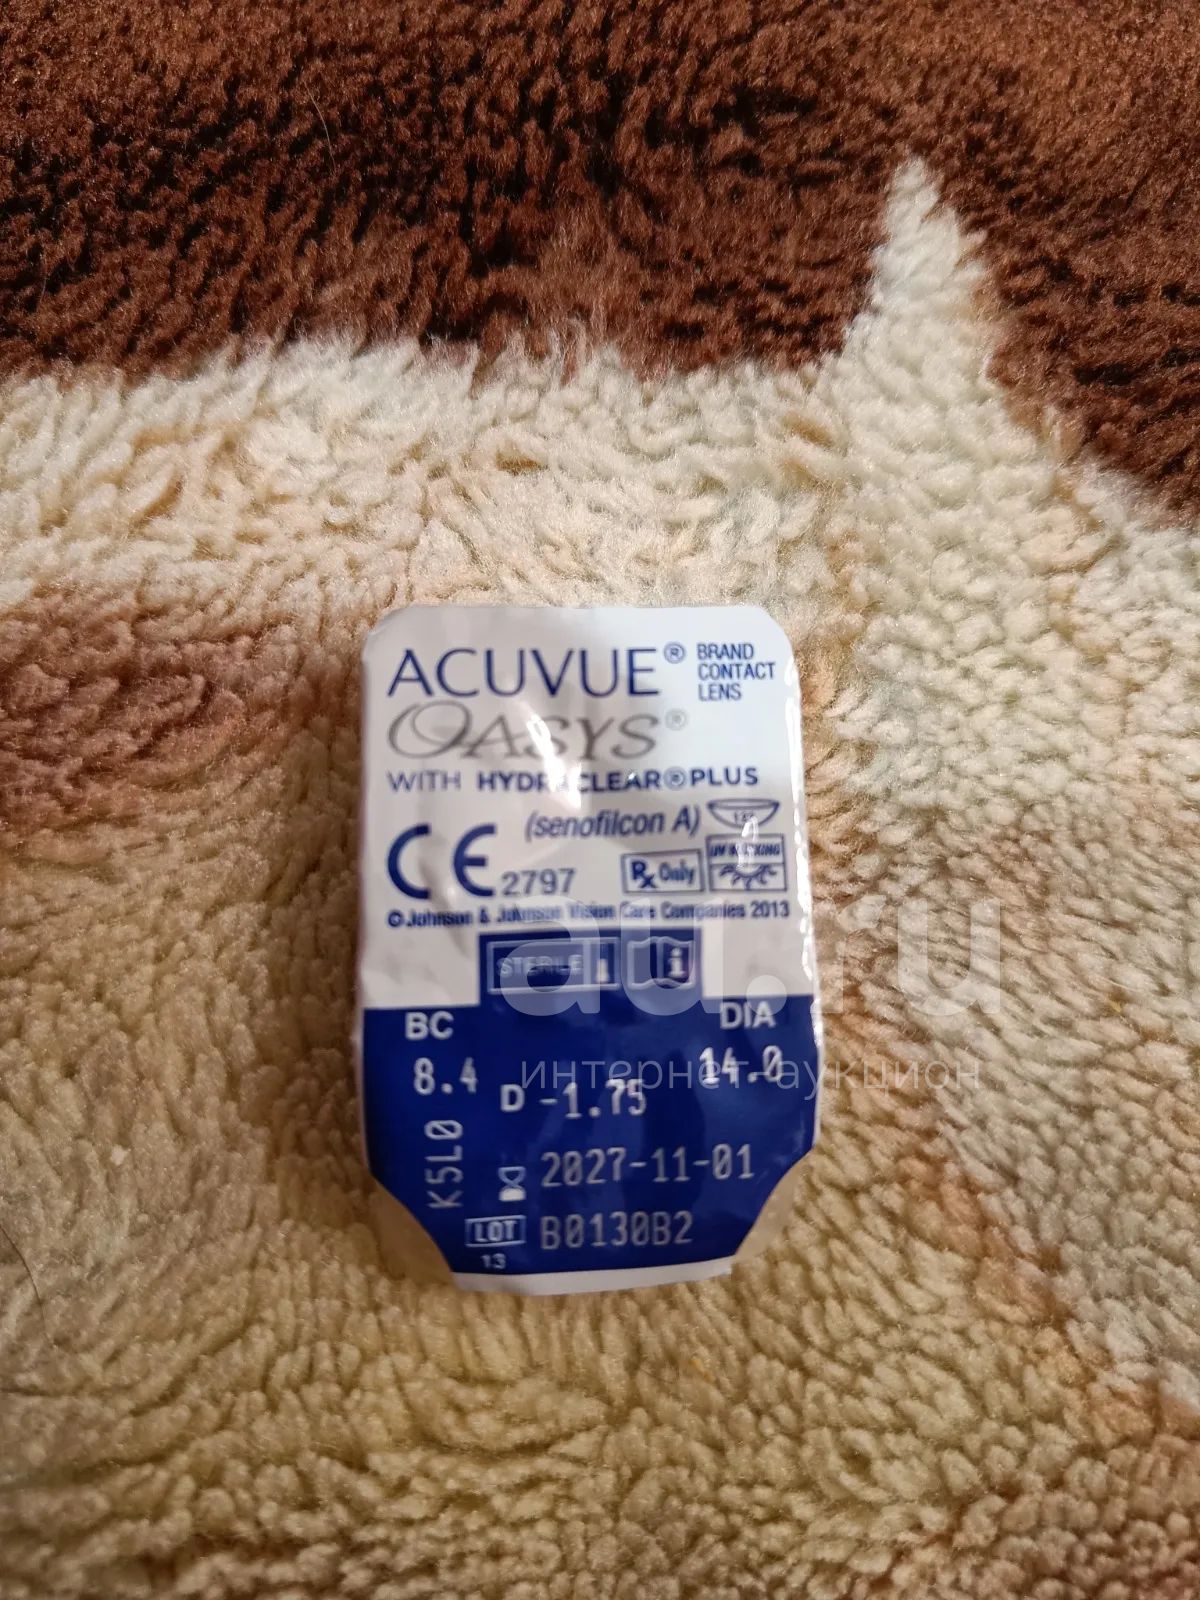 ACUVUE® BRAND CONTACT LENS
OASYS®
WITH HYDRACLEAR®PLUS
(senofilcon A)
UV BLOCKING
CE 2797
Rx Only
© Johnson & Johnson Vision Care Companies 2013
STERILE
i
au.ru
интернет-аукцион
BC
DIA
8.4
14.0
D -1.75
K5L0
2027-11-01
LOT B0130B2
13